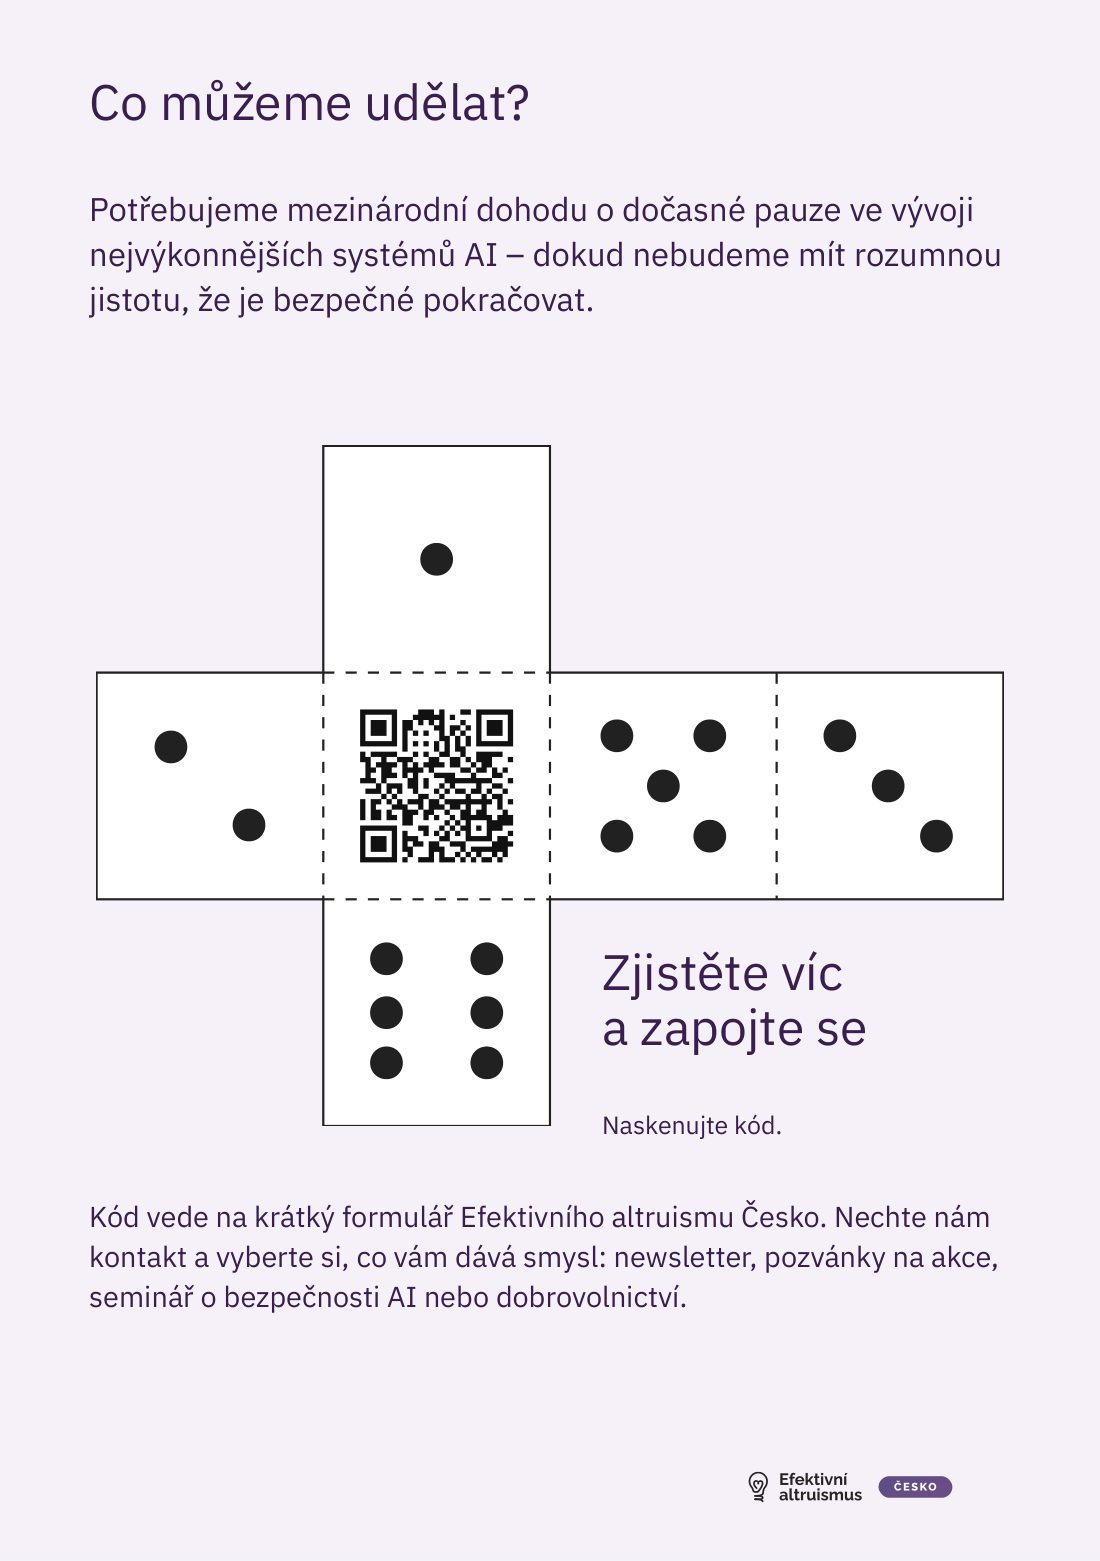 Co můžeme udělat?
Potřebujeme mezinárodní dohodu o dočasné pauze ve vývoji
nejvýkonnějších systémů AI – dokud nebudeme mít rozumnou
jistotu, že je bezpečné pokračovat.
Zjistěte víc
a zapojte se
Naskenujte kód.
Kód vede na krátký formulář Efektivního altruismu Česko. Nechte nám
kontakt a vyberte si, co vám dává smysl: newsletter, pozvánky na akce,
seminář o bezpečnosti AI nebo dobrovolnictví.
Efektivní
altruismus
ČESKO